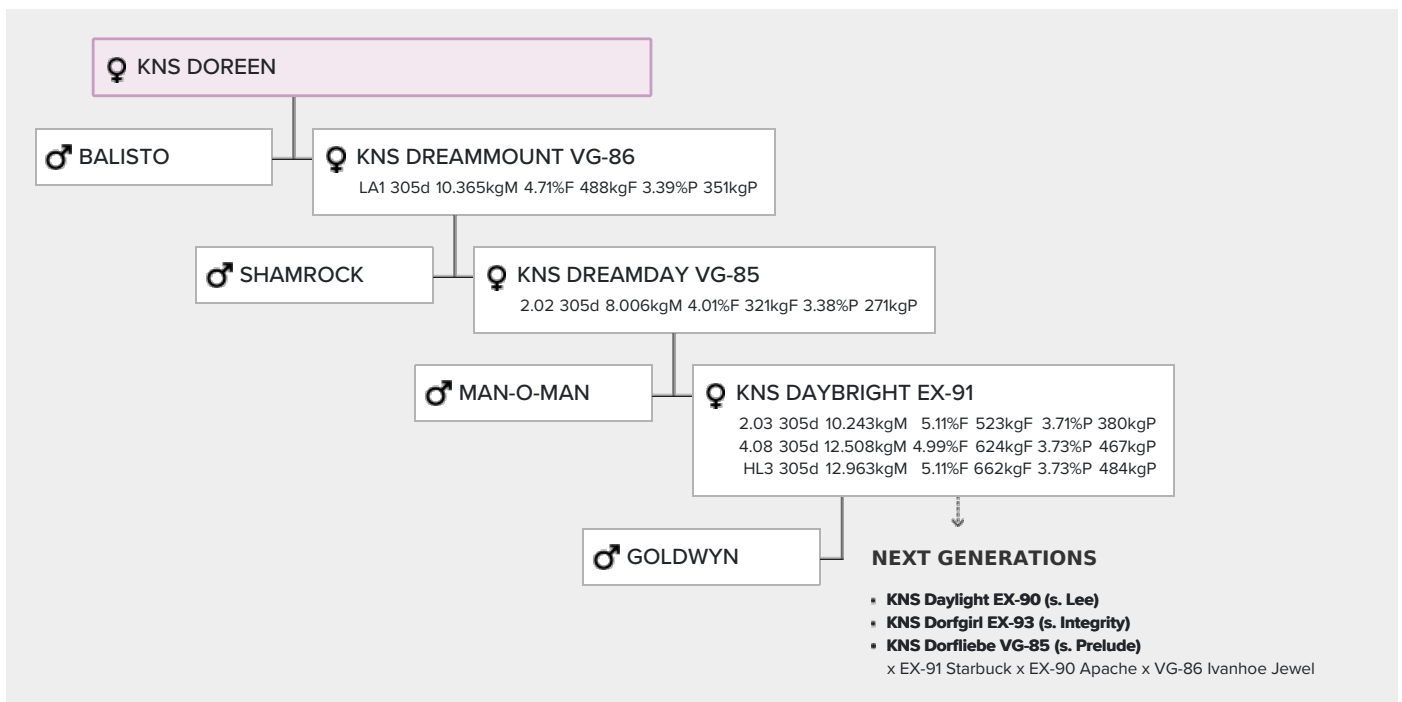 KNS DOREEN
BALISTO
KNS DREAMMOUNT VG-86
LA1 305d 10.365kgM 4.71%F 488kgF 3.39%P 351kgP
SHAMROCK
KNS DREAMDAY VG-85
2.02 305d 8.006kgM 4.01%F 321kgF 3.38%P 271kgP
MAN-O-MAN
KNS DAYBRIGHT EX-91
2.03 305d 10.243kgM 5.11%F 523kgF 3.71%P 380kgP
4.08 305d 12.508kgM 4.99%F 624kgF 3.73%P 467kgP
HL3 305d 12.963kgM 5.11%F 662kgF 3.73%P 484kgP
GOLDWYN
NEXT GENERATIONS
KNS Daylight EX-90 (s. Lee)
KNS Dorfgirl EX-93 (s. Integrity)
KNS Dorfliebe VG-85 (s. Prelude)
x EX-91 Starbuck x EX-90 Apache x VG-86 Ivanhoe Jewel